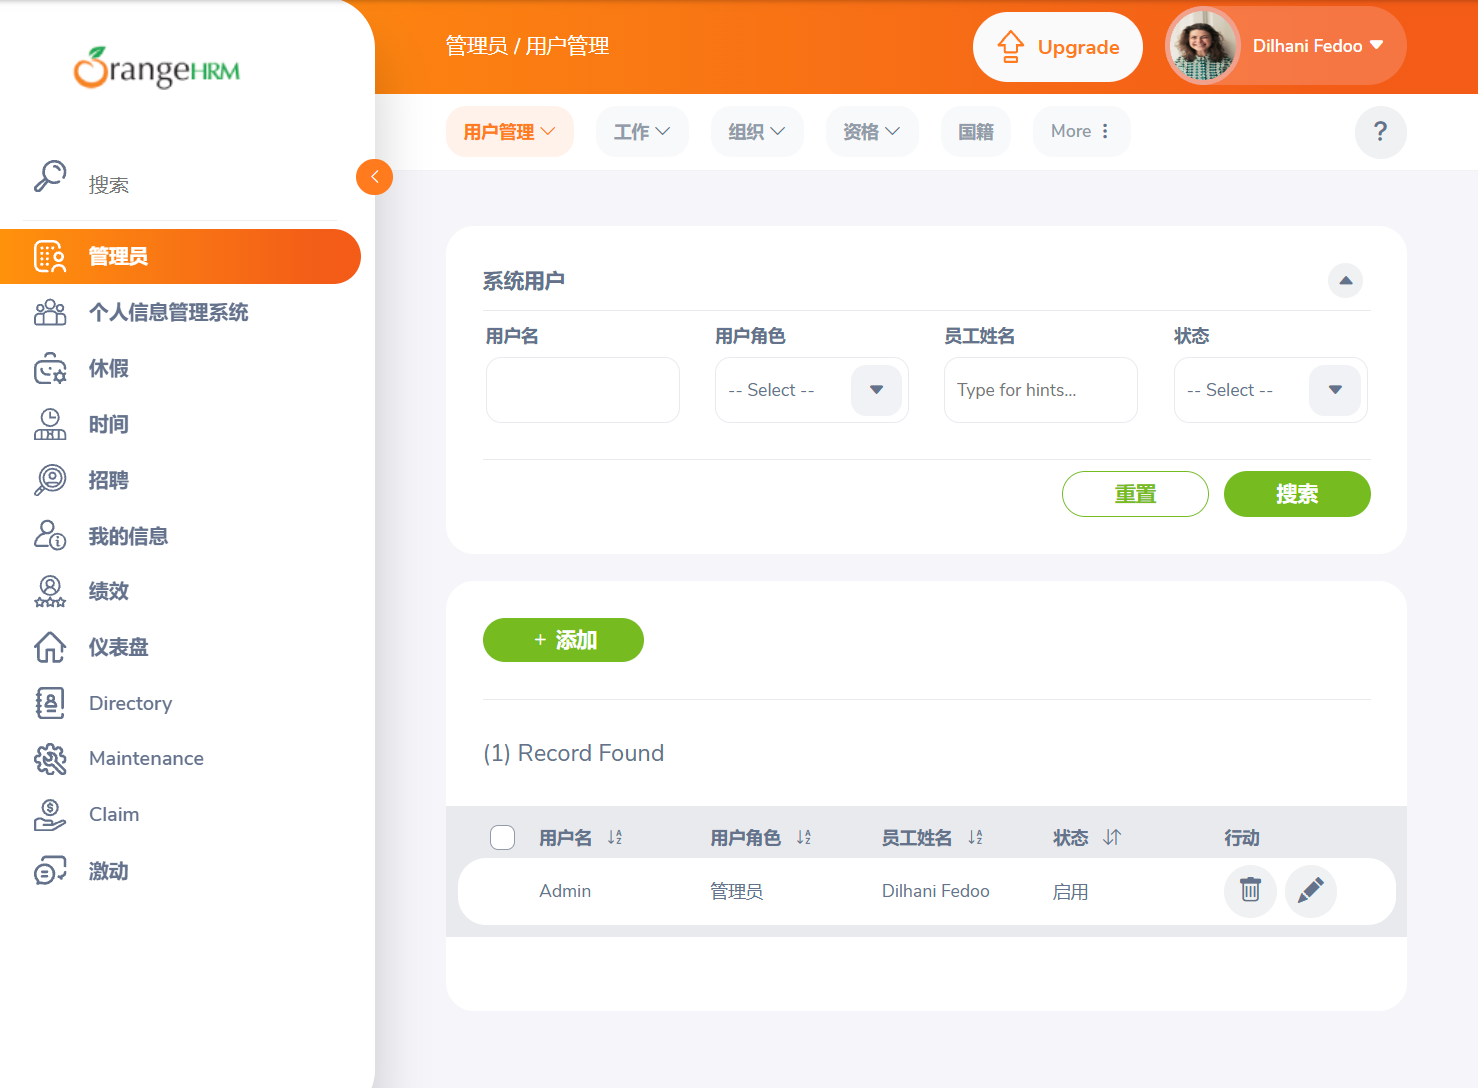 OrangeHRM
搜索
管理员
个人信息管理系统
休假
时间
招聘
我的信息
绩效
仪表盘
Directory
Maintenance
Claim
激动
管理员 / 用户管理
Upgrade
Dilhani Fedoo
用户管理 工作 组织 资格 国籍 More ?
系统用户
用户名 用户角色 员工姓名 状态
-- Select -- Type for hints... -- Select --
重置 搜索
+ 添加
(1) Record Found
用户名 用户角色 员工姓名 状态 行动
Admin 管理员 Dilhani Fedoo 启用